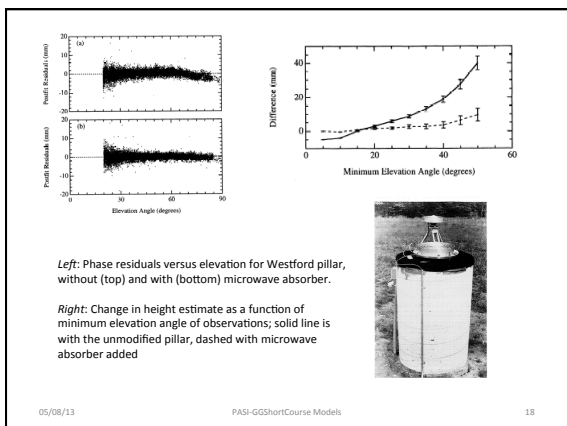 20
(a)
10
0
-10
-20
Postfit Residuals (mm)
20
(b)
10
0
-10
-20
Postfit Residuals (mm)
0
30
60
90
Elevation Angle (degrees)
40
20
0
Difference (mm)
0
20
40
60
Minimum Elevation Angle (degrees)
Left: Phase residuals versus elevation for Westford pillar,
without (top) and with (bottom) microwave absorber.
Right: Change in height estimate as a function of
minimum elevation angle of observations; solid line is
with the unmodified pillar, dashed with microwave
absorber added
05/08/13
PASI-GGShortCourse Models
18